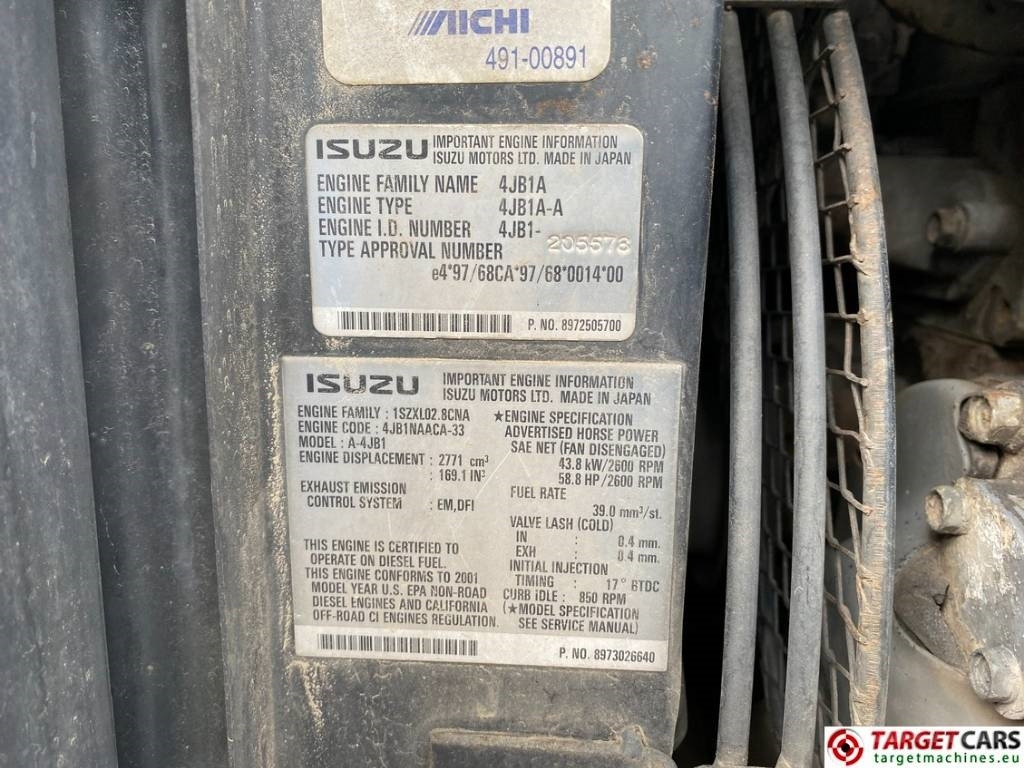 AICHI
491-00891
ISUZU IMPORTANT ENGINE INFORMATION
ISUZU MOTORS LTD. MADE IN JAPAN
ENGINE FAMILY NAME 4JB1A
ENGINE TYPE 4JB1A-A
ENGINE I.D. NUMBER 4JB1- 205578
TYPE APPROVAL NUMBER
e4*97/68CA*97/68*0014*00
P. NO. 8972505700
ISUZU IMPORTANT ENGINE INFORMATION
ISUZU MOTORS LTD. MADE IN JAPAN
ENGINE FAMILY : 1SZXL02.8CNA
ENGINE CODE : 4JB1NAACA-33
MODEL : A-4JB1
ENGINE DISPLACEMENT : 2771 cm³
: 169.1 IN³
EXHAUST EMISSION
CONTROL SYSTEM : EM,DFI
THIS ENGINE IS CERTIFIED TO
OPERATE ON DIESEL FUEL.
THIS ENGINE CONFORMS TO 2001
MODEL YEAR U.S. EPA NON-ROAD
DIESEL ENGINES AND CALIFORNIA
OFF-ROAD CI ENGINES REGULATION.
★ENGINE SPECIFICATION
ADVERTISED HORSE POWER
SAE NET (FAN DISENGAGED)
43.8 kW/2600 RPM
58.8 HP/2600 RPM
FUEL RATE
39.0 mm³/st.
VALVE LASH (COLD)
IN : 0.4 mm.
EXH : 0.4 mm.
INITIAL INJECTION
TIMING : 17° BTDC
CURB IDLE : 850 RPM
(★MODEL SPECIFICATION
SEE SERVICE MANUAL)
P. NO. 8973026640
TARGETCARS
targetmachines.eu